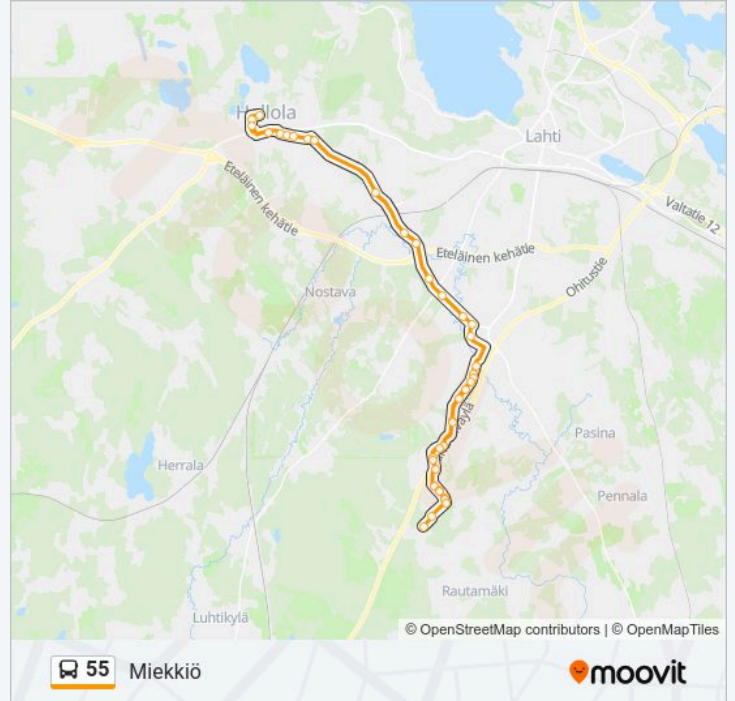 Hollola
Lahti
Eteläinen kehätie
Valtatie 12
Eteläinen kehätie
Nostava
Ohitustie
Pasina
Herrala
Pennala
Rautamäki
Luhtikylä
© OpenStreetMap contributors | © OpenMapTiles
55 Miekkiö
moovit